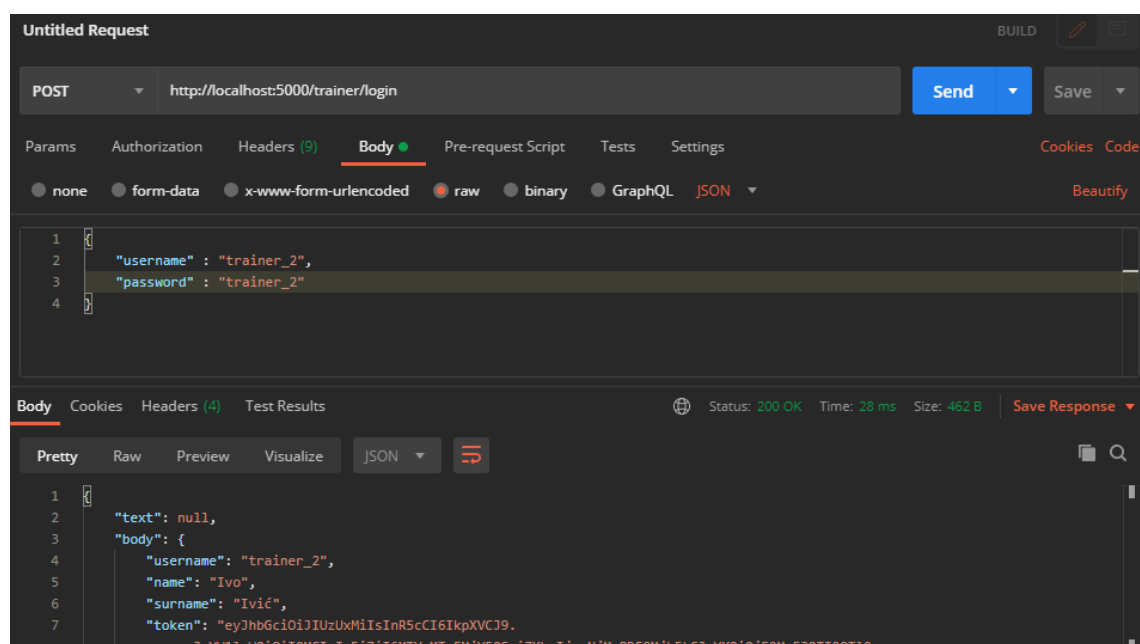 Untitled Request
BUILD
POST
http://localhost:5000/trainer/login
Send
Save
Params Authorization Headers (9) Body Pre-request Script Tests Settings Cookies Code
none form-data x-www-form-urlencoded raw binary GraphQL JSON Beautify
1 {
2 "username" : "trainer_2",
3 "password" : "trainer_2"
4 }
Body Cookies Headers (4) Test Results Status: 200 OK Time: 28 ms Size: 462 B Save Response
Pretty Raw Preview Visualize JSON
1 {
2 "text": null,
3 "body": {
4 "username": "trainer_2",
5 "name": "Ivo",
6 "surname": "Ivić",
7 "token": "eyJhbGciOiJIUzUxMiIsInR5cCI6IkpXVCJ9.